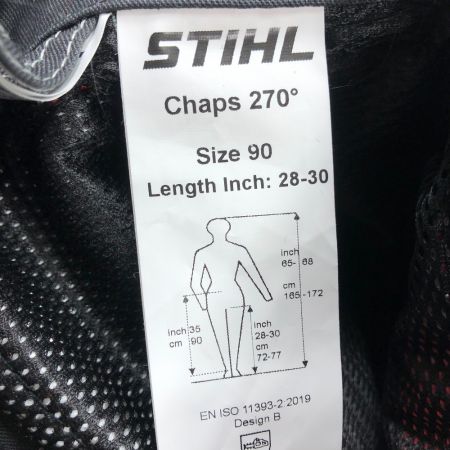 STIHL
Chaps 270°
Size 90
Length Inch: 28-30
inch
65- 68
cm
165-172
inch 35
cm 90
inch
28-30
cm
72-77
EN ISO 11393-2:2019
Design B